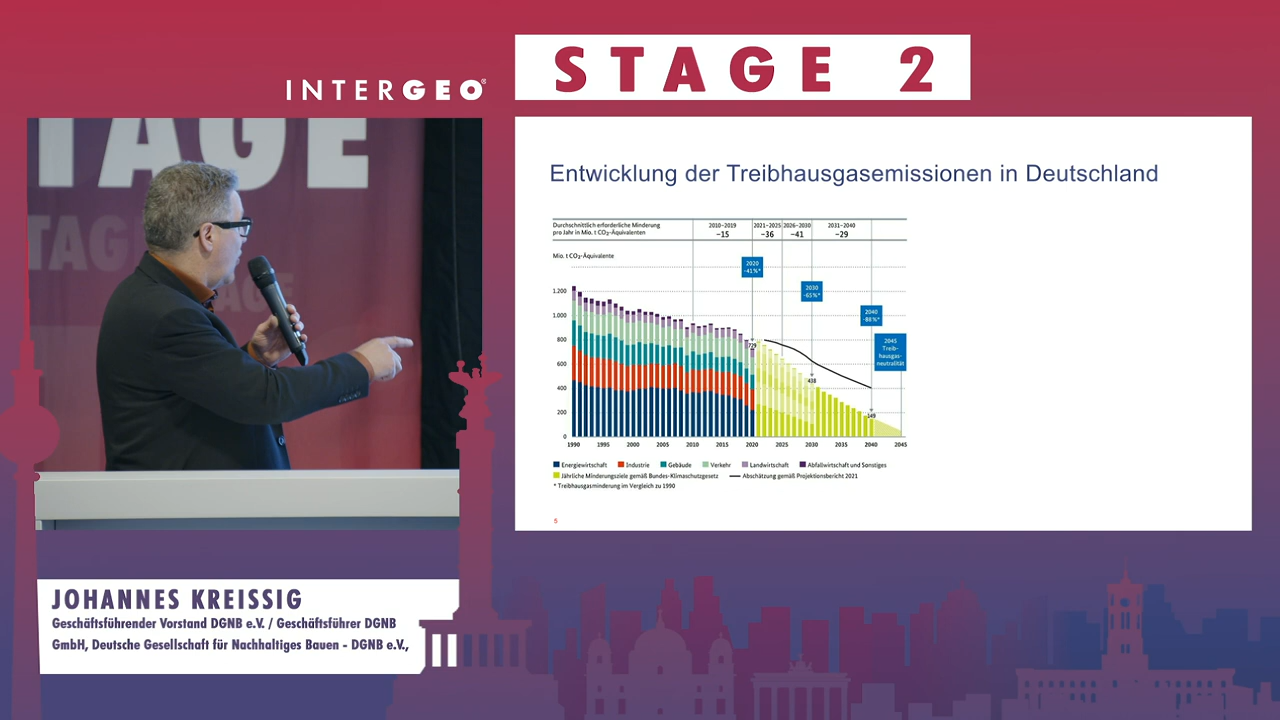 STAGE 2
INTERGEO®
TAGE
TAGE
AGE
Entwicklung der Treibhausgasemissionen in Deutschland
Durchschnittlich erforderliche Minderung
pro Jahr in Mio. t CO₂-Äquivalenten
2010–2019
–15
2021–2025
–36
2026–2030
–41
2031–2040
–29
Mio. t CO₂-Äquivalente
2020
-41%*
2030
-65%*
2040
-88%*
2045
Treib-
hausgas-
neutralität
1.200
1.000
800
600
400
200
0
729
438
149
1990 1995 2000 2005 2010 2015 2020 2025 2030 2035 2040 2045
Energiewirtschaft Industrie Gebäude Verkehr Landwirtschaft Abfallwirtschaft und Sonstiges
Jährliche Minderungsziele gemäß Bundes-Klimaschutzgesetz Abschätzung gemäß Projektionsbericht 2021
* Treibhausgasminderung im Vergleich zu 1990
5
JOHANNES KREISSIG
Geschäftsführender Vorstand DGNB e.V. / Geschäftsführer DGNB
GmbH, Deutsche Gesellschaft für Nachhaltiges Bauen - DGNB e.V.,